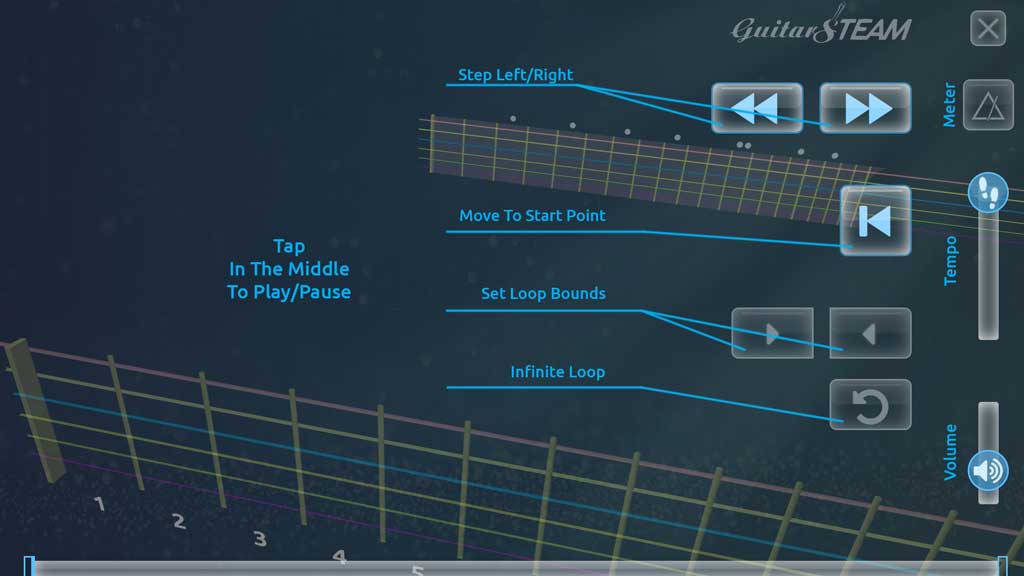 GuitarSTEAM
Step Left/Right
Meter
Move To Start Point
Tap
In The Middle
To Play/Pause
Tempo
Set Loop Bounds
Infinite Loop
Volume
1
2
3
4
5